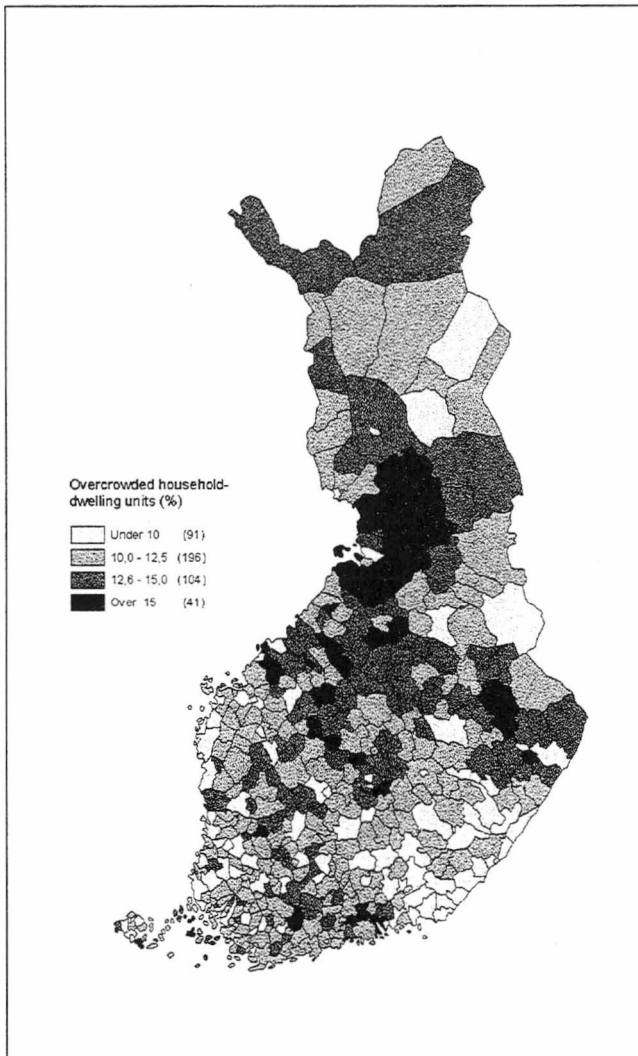 Overcrowded household-
dwelling units (%)
Under 10 (91)
10,0 - 12,5 (196)
12,6 - 15,0 (104)
Over 15 (41)